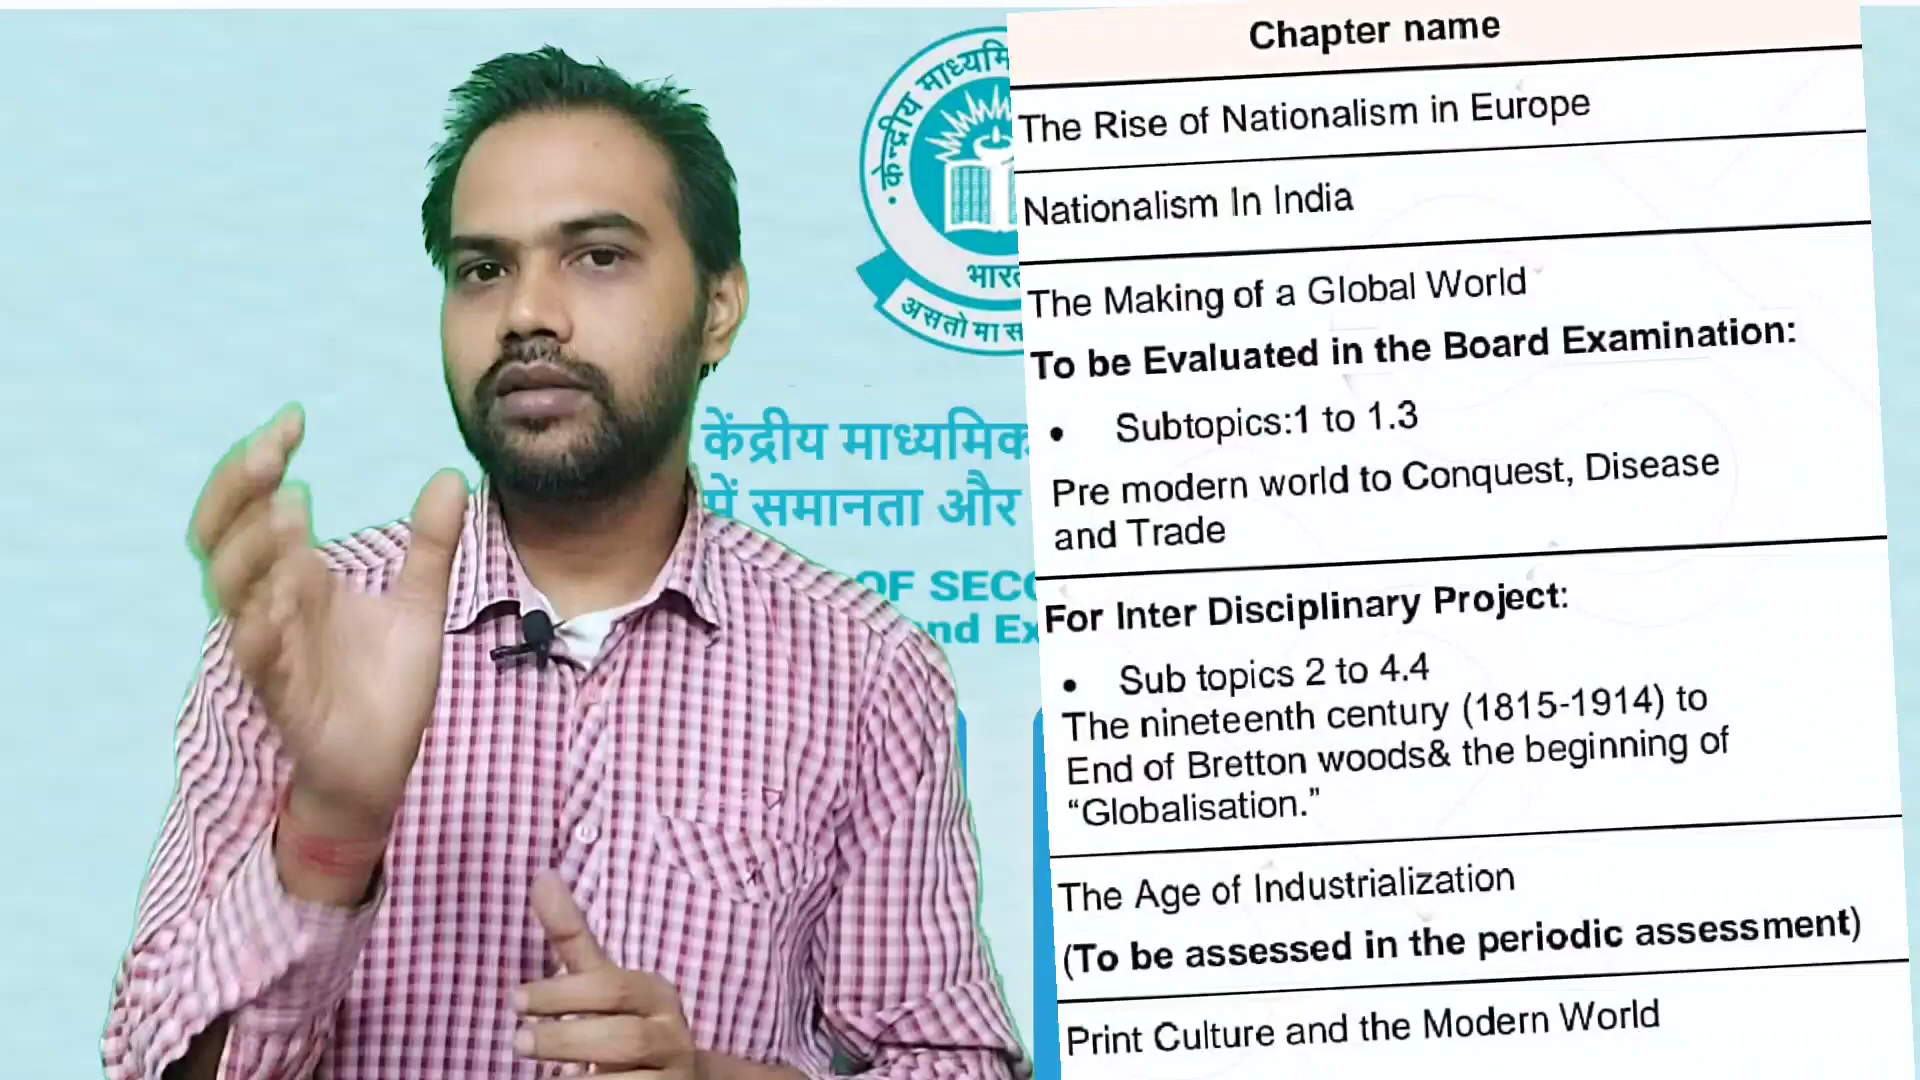 केन्द्रीय माध्यमि
भारत
असतो मा स
केंद्रीय माध्यमिक
में समानता और
OF SECO
nd Ex
Chapter name
The Rise of Nationalism in Europe
Nationalism In India
The Making of a Global World
To be Evaluated in the Board Examination:
• Subtopics:1 to 1.3
Pre modern world to Conquest, Disease
and Trade
For Inter Disciplinary Project:
• Sub topics 2 to 4.4
The nineteenth century (1815-1914) to
End of Bretton woods& the beginning of
“Globalisation.”
The Age of Industrialization
(To be assessed in the periodic assessment)
Print Culture and the Modern World